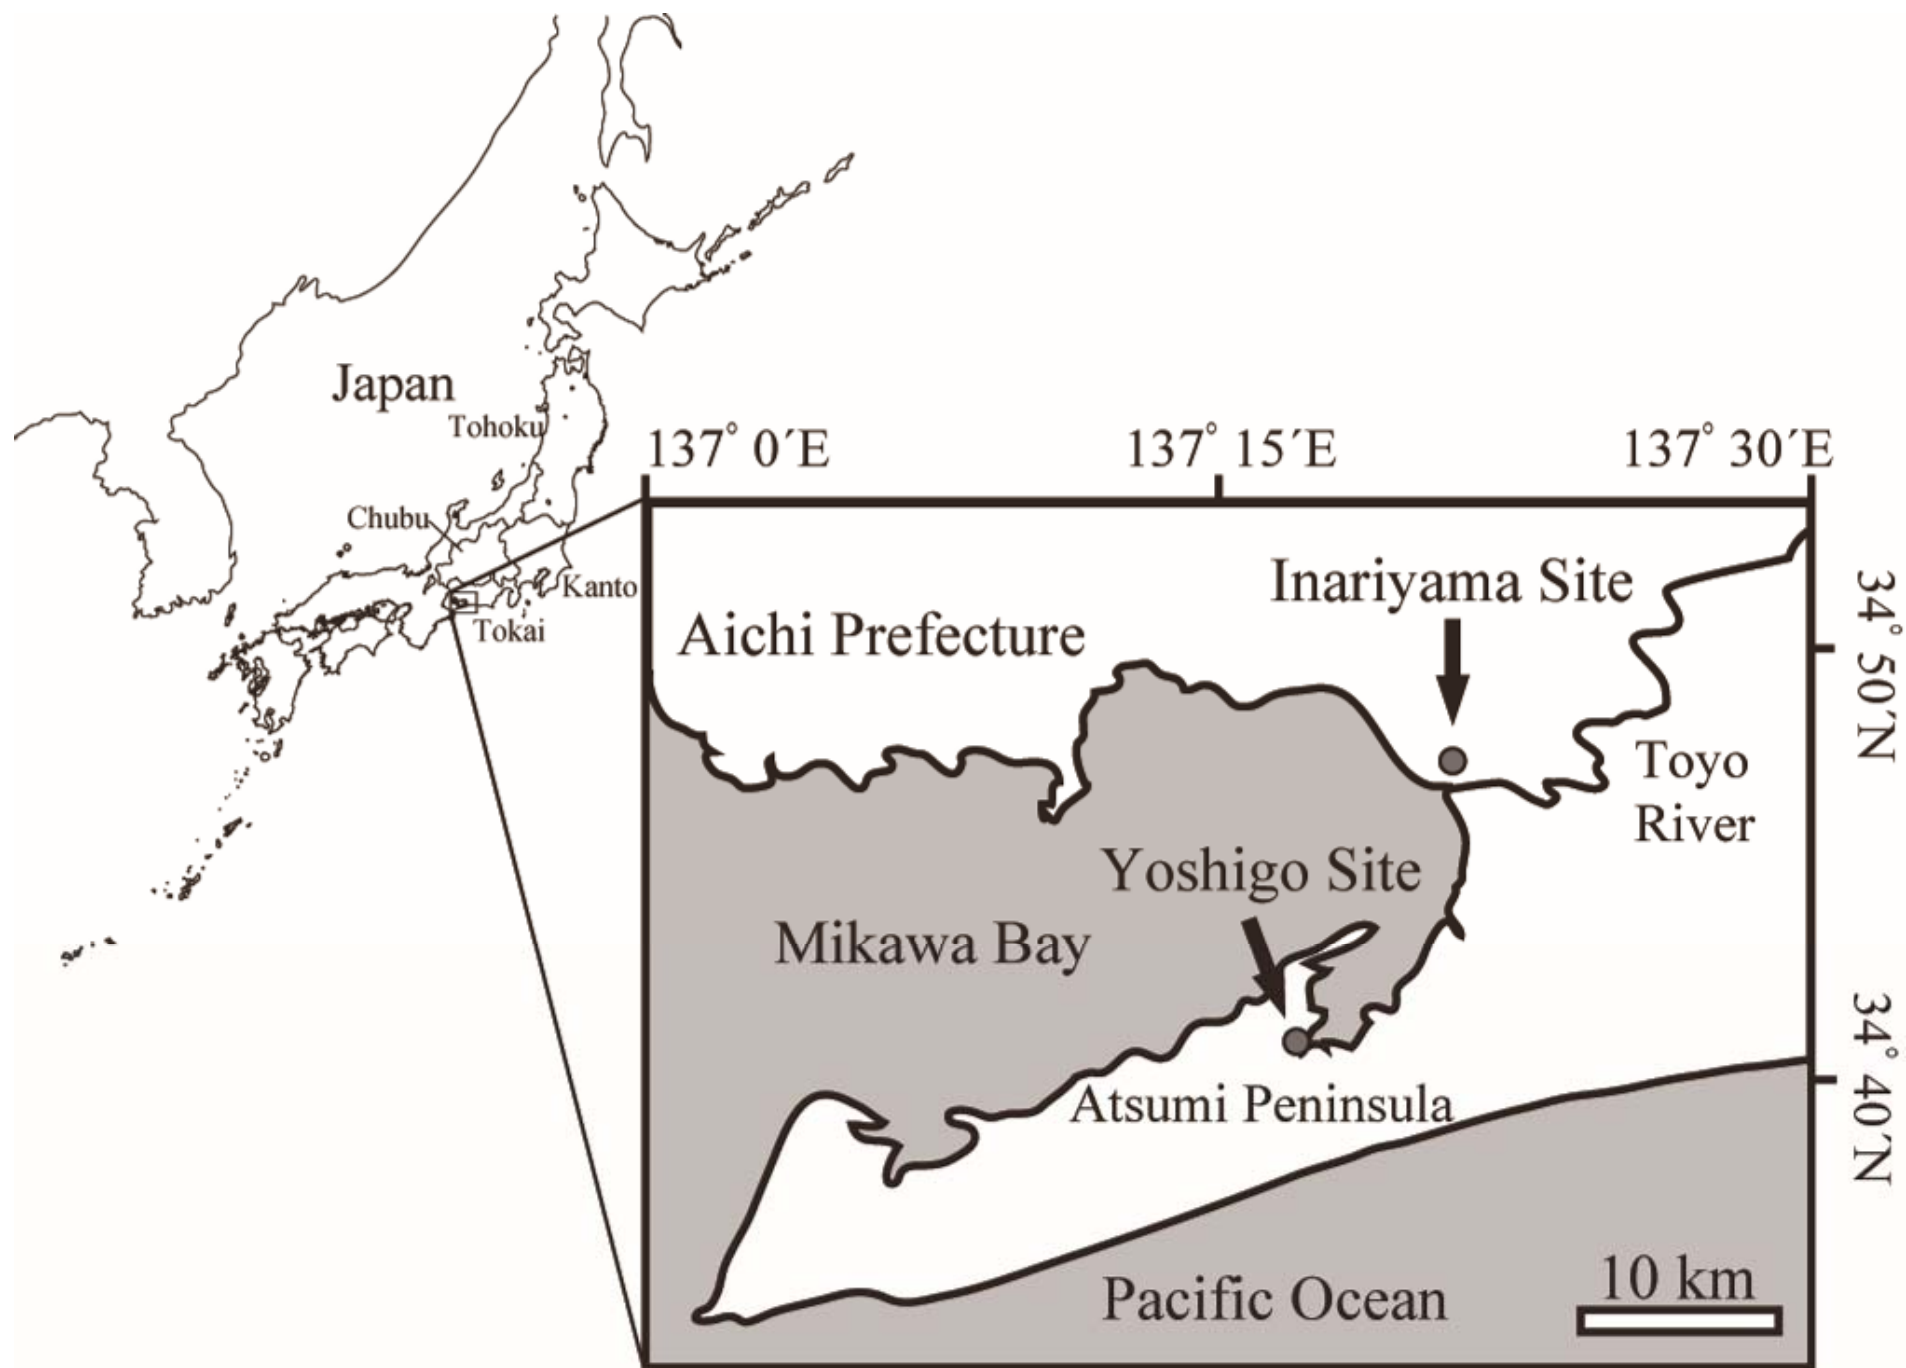 Japan
Tohoku
Chubu
Kanto
Tokai
137° 0´E
137° 15´E
137° 30´E
Inariyama Site
Aichi Prefecture
34° 50´N
Toyo
River
Yoshigo Site
Mikawa Bay
34° 40´N
Atsumi Peninsula
Pacific Ocean
10 km